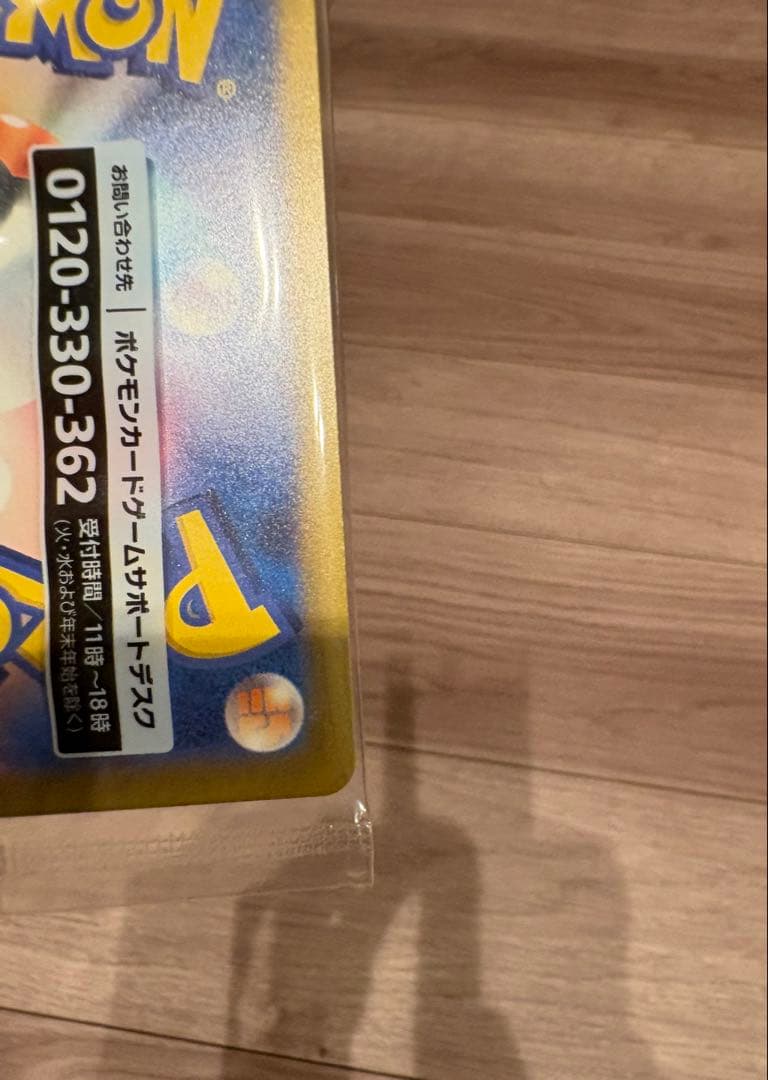 MON
®
お問い合わせ先 | ポケモンカードゲームサポートデスク
0120-330-362 受付時間/11時〜18時
(火・水および年末年始を除く)
P